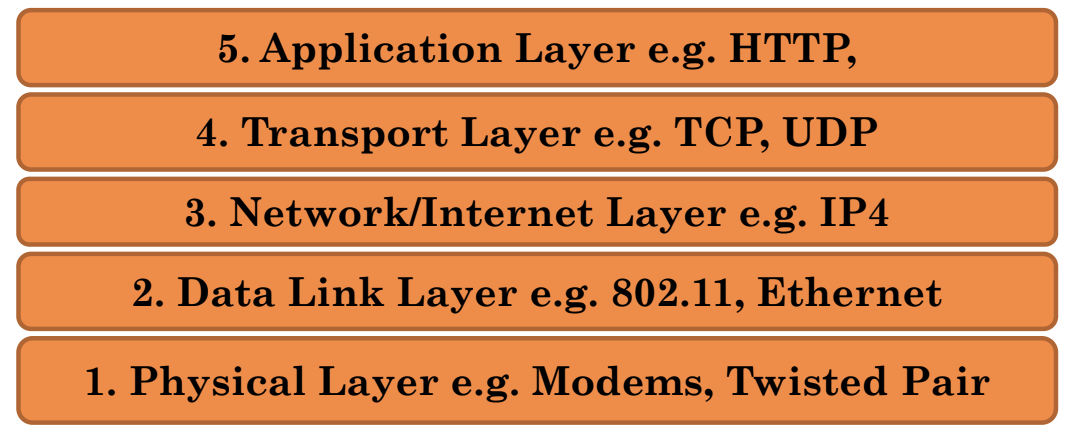 5. Application Layer e.g. HTTP,
4. Transport Layer e.g. TCP, UDP
3. Network/Internet Layer e.g. IP4
2. Data Link Layer e.g. 802.11, Ethernet
1. Physical Layer e.g. Modems, Twisted Pair